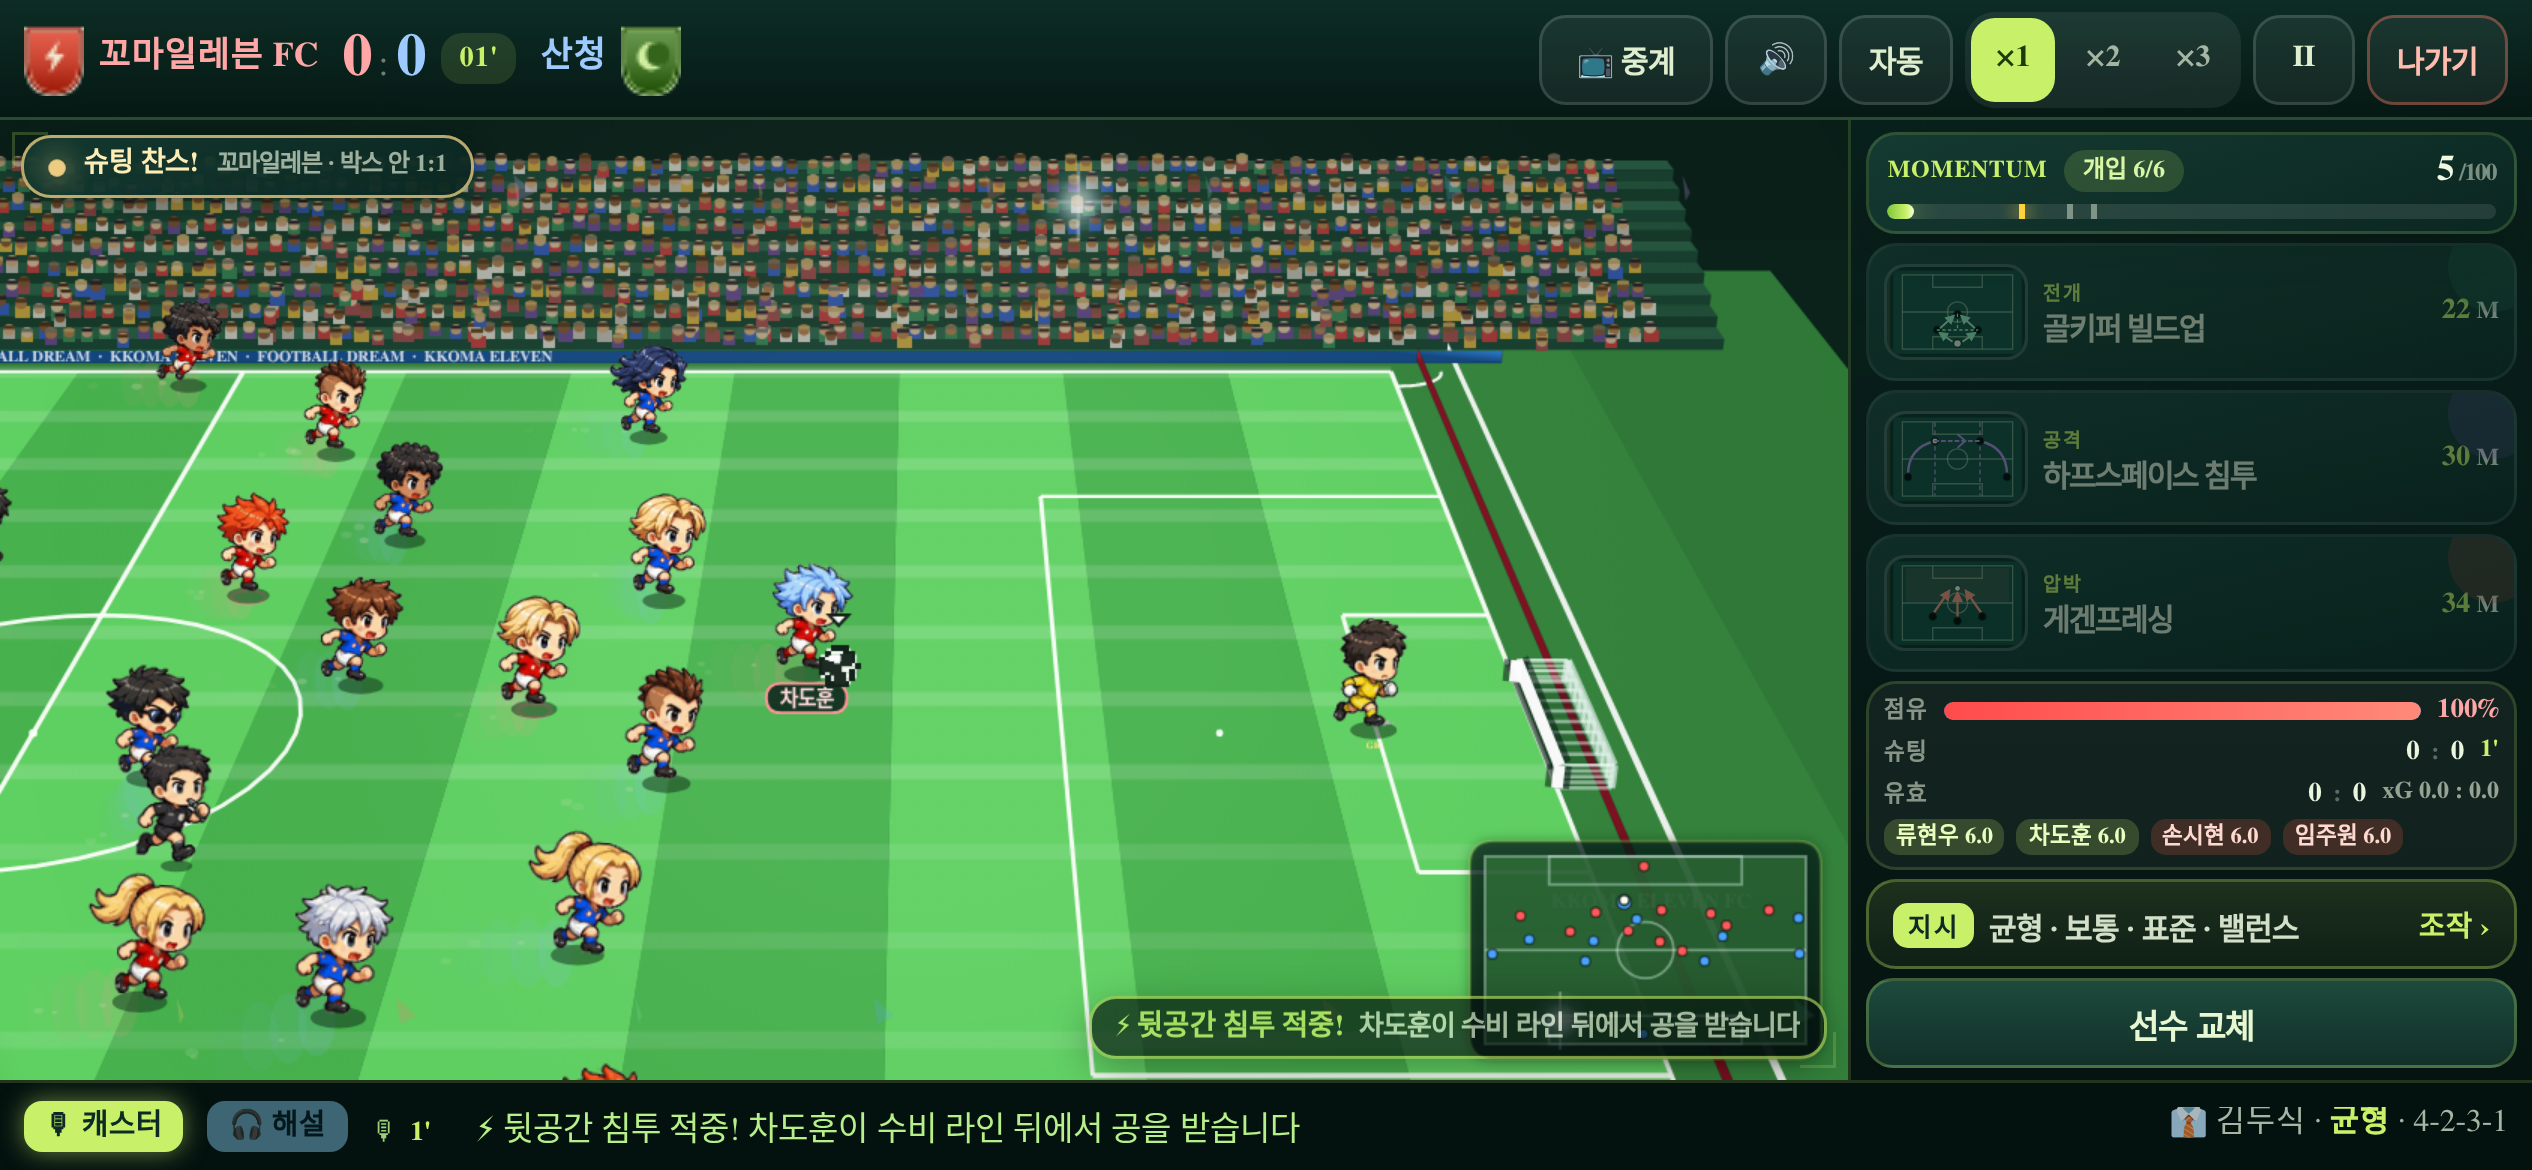 꼬마일레븐 FC 0 : 0 01' 산청
📺 중계 🔊 자동 ×1 ×2 ×3 II 나가기
슈팅 찬스! 꼬마일레븐 · 박스 안 1:1
ALL DREAM · KKOMA ELEVEN · FOOTBALL DREAM · KKOMA ELEVEN
차도훈
⚡ 뒷공간 침투 적중! 차도훈이 수비 라인 뒤에서 공을 받습니다
MOMENTUM 개입 6/6 5 /100
전개
골키퍼 빌드업 22 M
공격
하프스페이스 침투 30 M
압박
게겐프레싱 34 M
점유 100%
슈팅 0 : 0 1'
유효 0 : 0 xG 0.0 : 0.0
류현우 6.0 차도훈 6.0 손시현 6.0 임주원 6.0
지시 균형 · 보통 · 표준 · 밸런스 조작 ›
선수 교체
🎙 캐스터 🎧 해설 🎙 1' ⚡ 뒷공간 침투 적중! 차도훈이 수비 라인 뒤에서 공을 받습니다
👔 김두식 · 균형 · 4-2-3-1